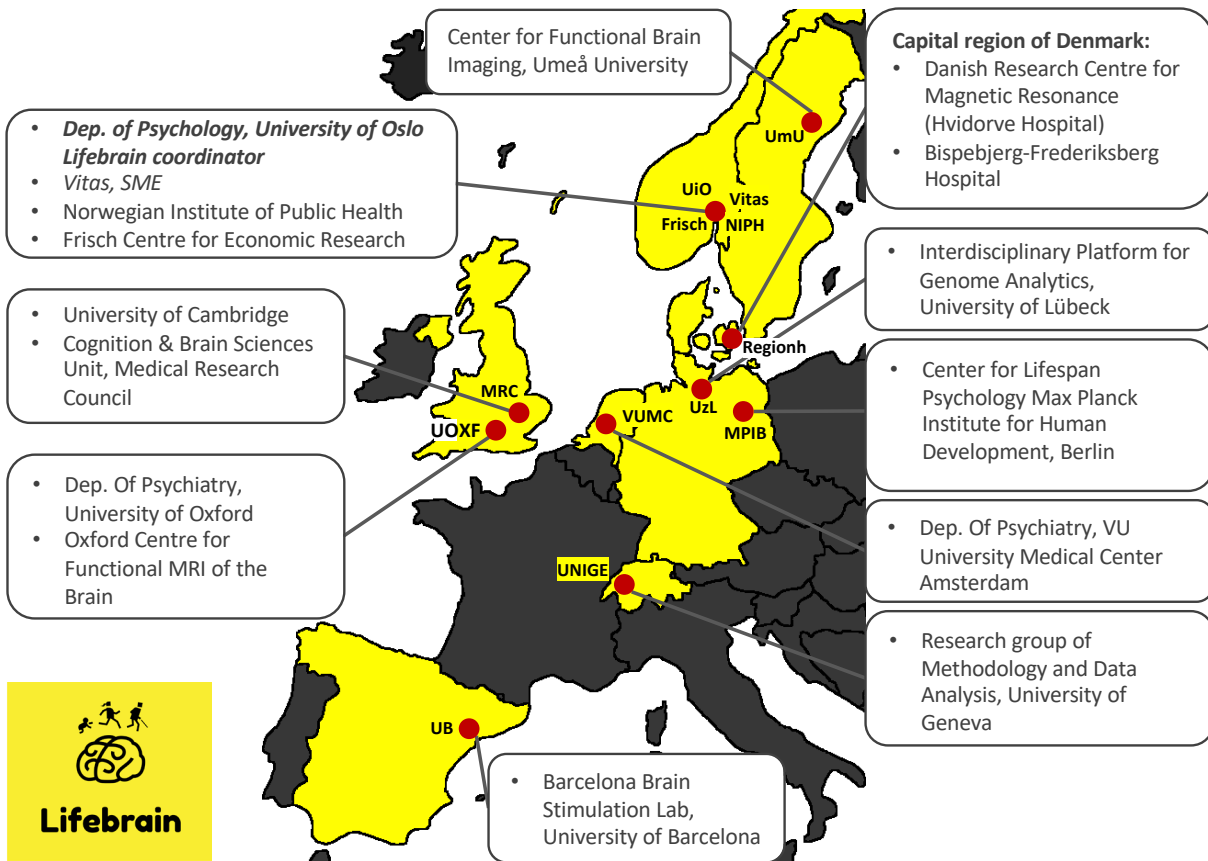 Center for Functional Brain
Imaging, Umeå University
Capital region of Denmark:
• Danish Research Centre for
Magnetic Resonance
(Hvidorve Hospital)
• Bispebjerg-Frederiksberg
Hospital
• Dep. of Psychology, University of Oslo
Lifebrain coordinator
• Vitas, SME
• Norwegian Institute of Public Health
• Frisch Centre for Economic Research
UmU
UiO
Vitas
Frisch
NIPH
• Interdisciplinary Platform for
Genome Analytics,
University of Lübeck
• University of Cambridge
• Cognition & Brain Sciences
Unit, Medical Research
Council
Regionh
MRC
UOXF
VUMC
UzL
MPIB
• Center for Lifespan
Psychology Max Planck
Institute for Human
Development, Berlin
• Dep. Of Psychiatry,
University of Oxford
• Oxford Centre for
Functional MRI of the
Brain
• Dep. Of Psychiatry, VU
University Medical Center
Amsterdam
UNIGE
• Research group of
Methodology and Data
Analysis, University of
Geneva
UB
• Barcelona Brain
Stimulation Lab,
University of Barcelona
Lifebrain